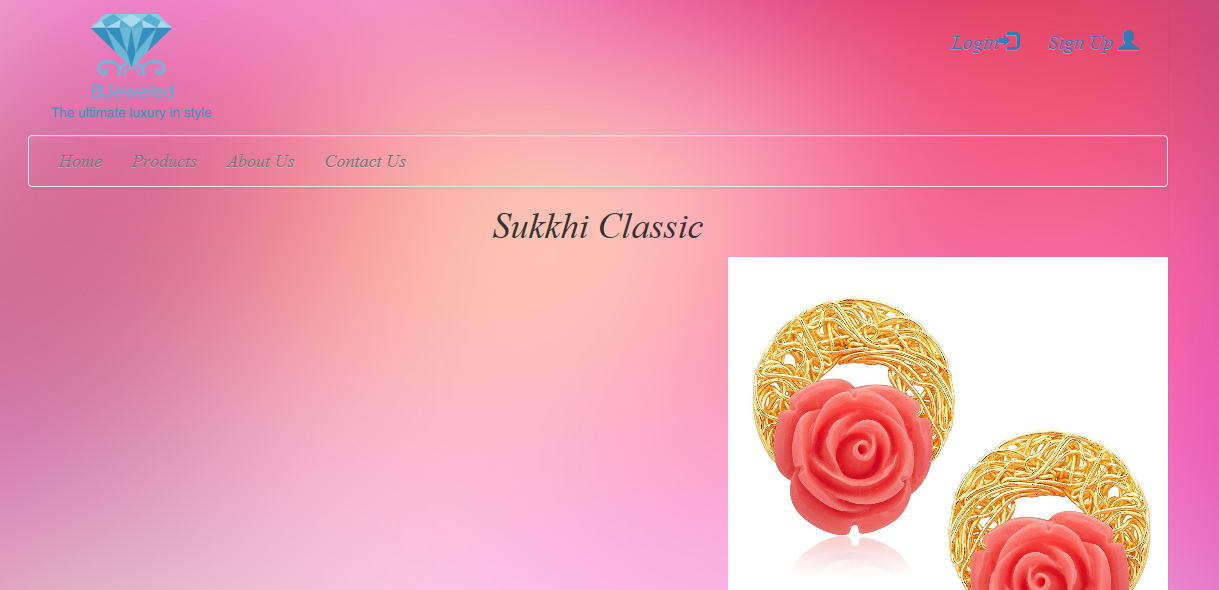 Login
Sign Up
BJeweled
The ultimate luxury in style
Home Products About Us Contact Us
Sukkhi Classic